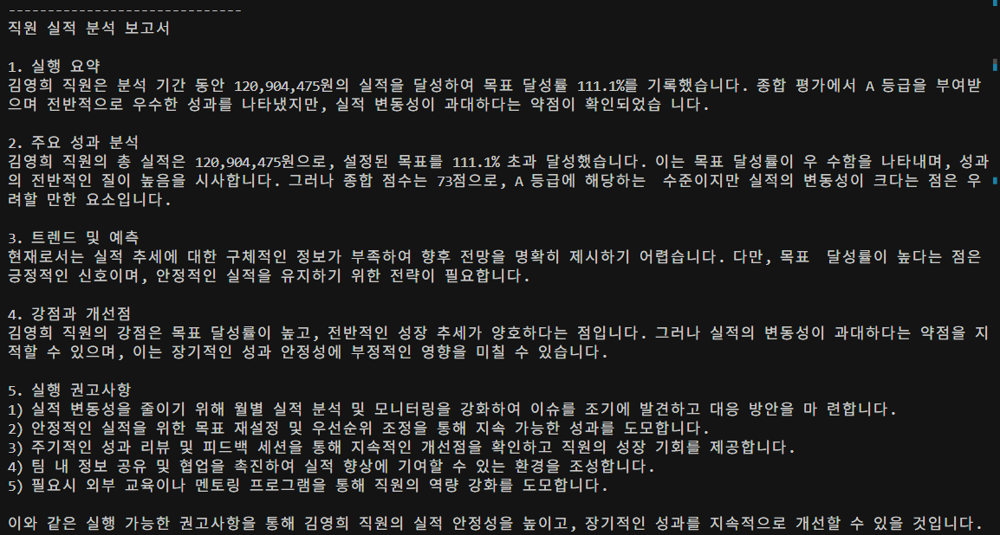 ------------------------------
직원 실적 분석 보고서
1. 실행 요약
김영희 직원은 분석 기간 동안 120,904,475원의 실적을 달성하여 목표 달성률 111.1%를 기록했습니다. 종합 평가에서 A 등급을 부여받
으며 전반적으로 우수한 성과를 나타냈지만, 실적 변동성이 과대하다는 약점이 확인되었습 니다.
2. 주요 성과 분석
김영희 직원의 총 실적은 120,904,475원으로, 설정된 목표를 111.1% 초과 달성했습니다. 이는 목표 달성률이 우 수함을 나타내며, 성과
의 전반적인 질이 높음을 시사합니다. 그러나 종합 점수는 73점으로, A 등급에 해당하는  수준이지만 실적의 변동성이 크다는 점은 우
려할 만한 요소입니다.
3. 트렌드 및 예측
현재로서는 실적 추세에 대한 구체적인 정보가 부족하여 향후 전망을 명확히 제시하기 어렵습니다. 다만, 목표  달성률이 높다는 점은
긍정적인 신호이며, 안정적인 실적을 유지하기 위한 전략이 필요합니다.
4. 강점과 개선점
김영희 직원의 강점은 목표 달성률이 높고, 전반적인 성장 추세가 양호하다는 점입니다. 그러나 실적의 변동성이 과대하다는 약점을 지
적할 수 있으며, 이는 장기적인 성과 안정성에 부정적인 영향을 미칠 수 있습니다.
5. 실행 권고사항
1) 실적 변동성을 줄이기 위해 월별 실적 분석 및 모니터링을 강화하여 이슈를 조기에 발견하고 대응 방안을 마 련합니다.
2) 안정적인 실적을 위한 목표 재설정 및 우선순위 조정을 통해 지속 가능한 성과를 도모합니다.
3) 주기적인 성과 리뷰 및 피드백 세션을 통해 지속적인 개선점을 확인하고 직원의 성장 기회를 제공합니다.
4) 팀 내 정보 공유 및 협업을 촉진하여 실적 향상에 기여할 수 있는 환경을 조성합니다.
5) 필요시 외부 교육이나 멘토링 프로그램을 통해 직원의 역량 강화를 도모합니다.
이와 같은 실행 가능한 권고사항을 통해 김영희 직원의 실적 안정성을 높이고, 장기적인 성과를 지속적으로 개선할 수 있을 것입니다.